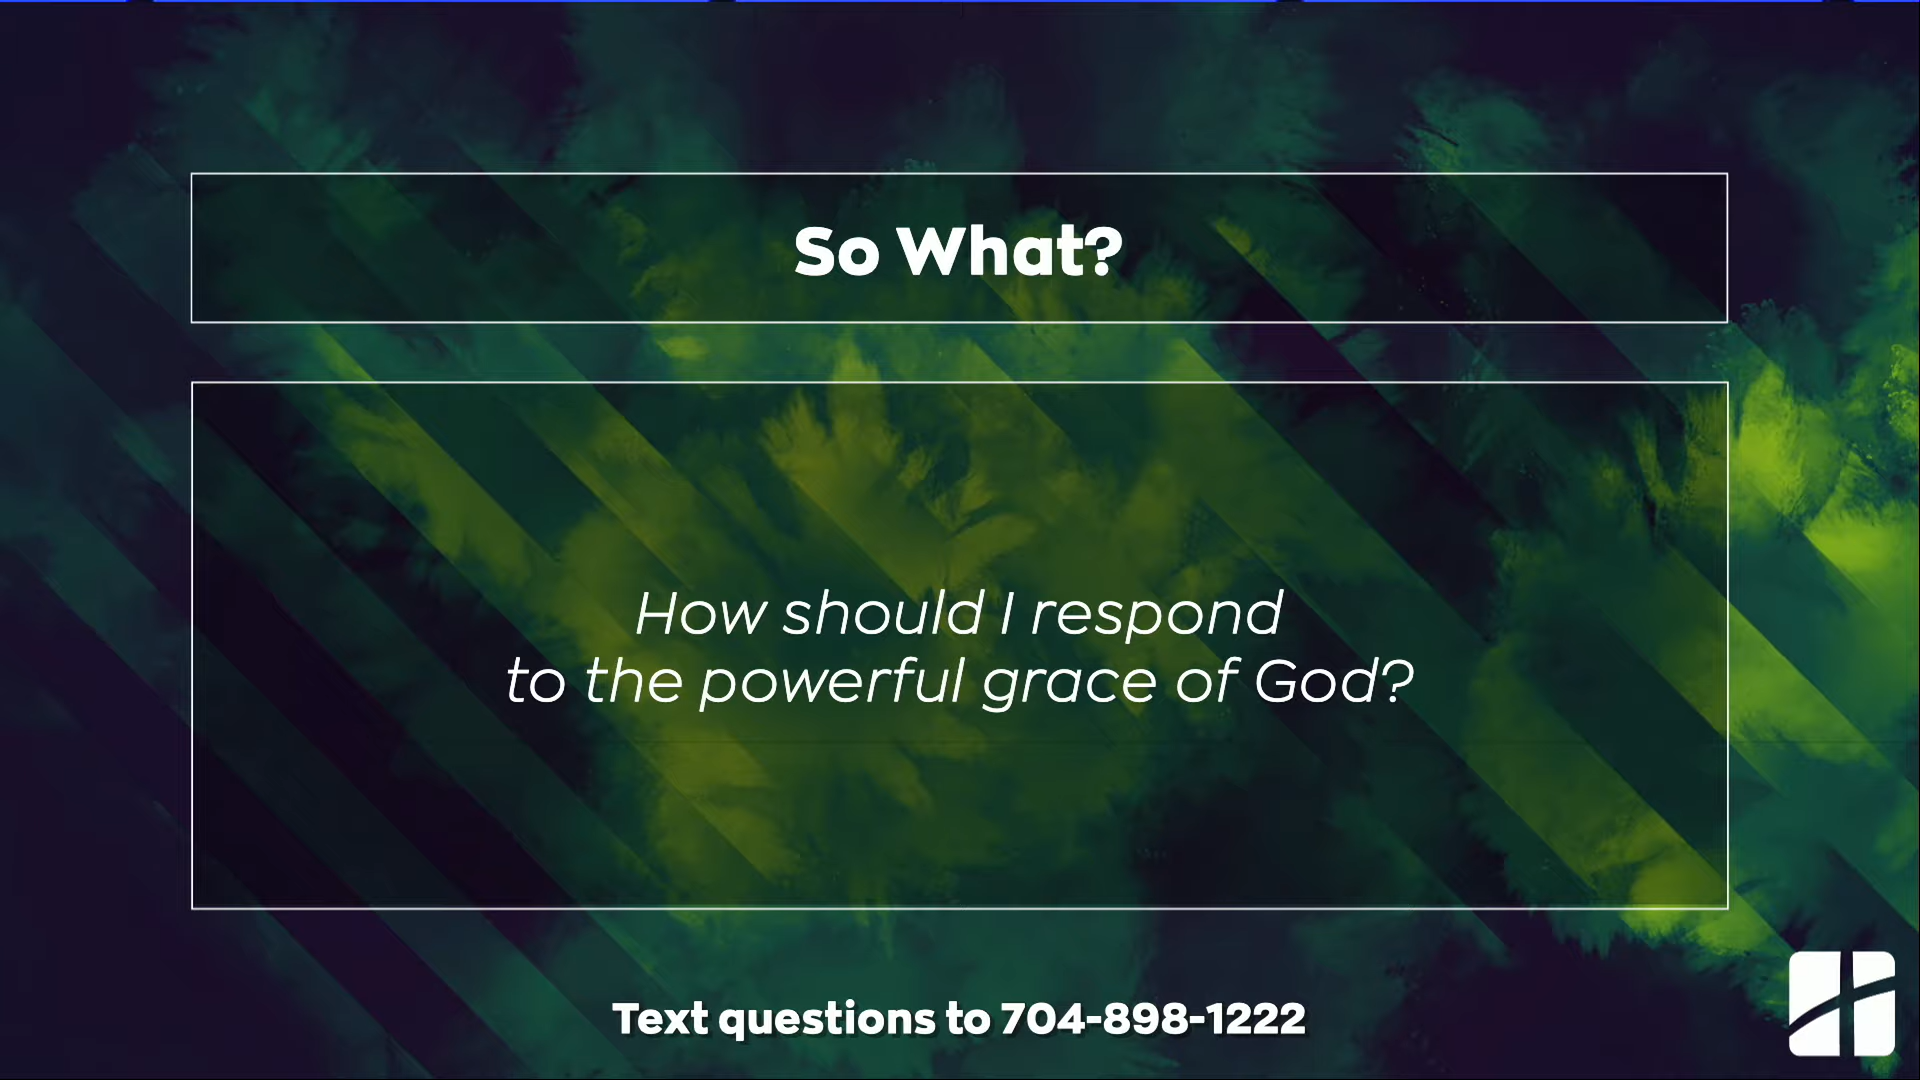 So What?
How should I respond
to the powerful grace of God?
Text questions to 704-898-1222